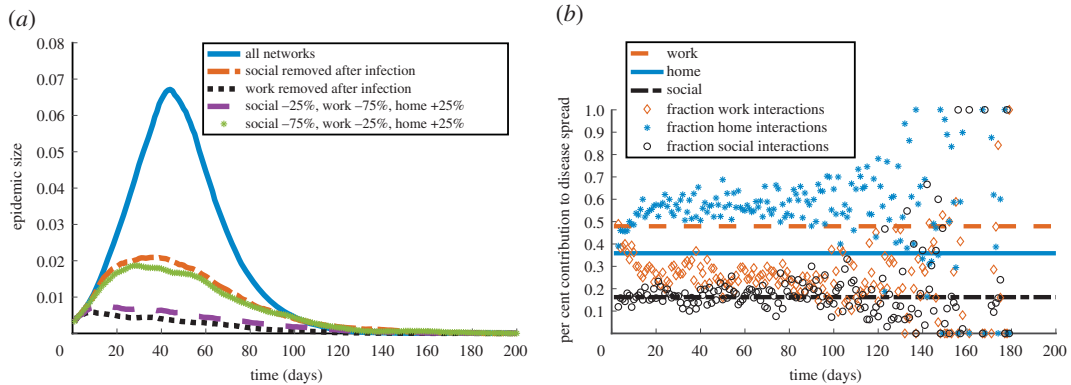 (a)
0.08
0.07
0.06
0.05
0.04
0.03
0.02
0.01
0
20
40
60
80
100
120
140
160
180
200
epidemic size
time (days)
all networks
social removed after infection
work removed after infection
social –25%, work –75%, home +25%
social –75%, work –25%, home +25%
(b)
work
home
social
fraction work interactions
fraction home interactions
fraction social interactions
1.0
0.9
0.8
0.7
0.6
0.5
0.4
0.3
0.2
0.1
0
20
40
60
80
100
120
140
160
180
200
per cent contribution to disease spread
time (days)